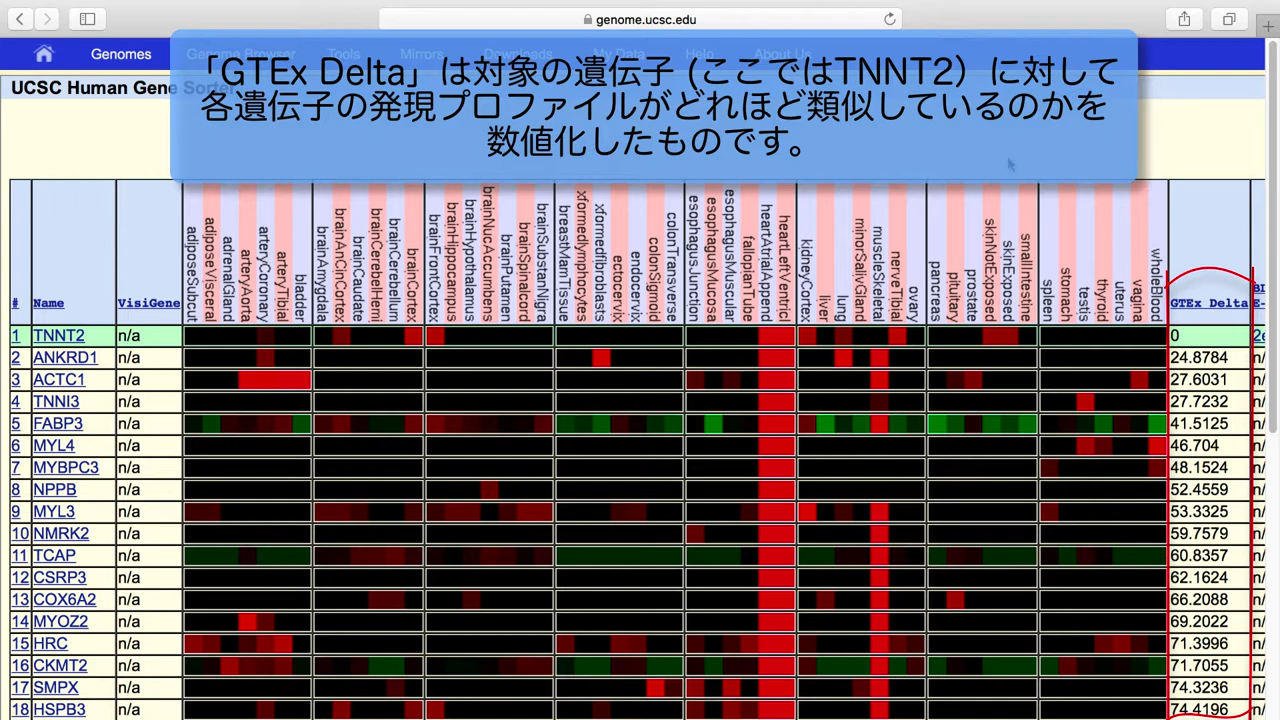 genome.ucsc.edu
Genomes Genome Browser Tools Mirrors Downloads My Data Help About Us
UCSC Human Gene Sorter
「GTEx Delta」は対象の遺伝子 (ここではTNNT2）に対して
各遺伝子の発現プロファイルがどれほど類似しているのかを
数値化したものです。
# Name VisiGene adiposeSubcut adiposeVisceral adrenalGland arteryAorta arteryCoronary arteryTibial bladder brainAmygdala brainAnCinCortex brainCaudate brainCerebelHemi brainCerebellum brainCortex brainFrontCortex brainHippocampus brainHypothalamus brainNucAccumbens brainPutamen brainSpinalcord brainSubstanNigra breastMamTissue xformedlymphocytes xformedfibroblasts ectocervix endocervix colonSigmoid colonTransverse esophagusJunction esophagusMucosa esophagusMuscular fallopianTube heartAtrialAppend heartLeftVentricl kidneyCortex liver lung minorSalivGland muscleSkeletal nerveTibial ovary pancreas pituitary prostate skinNotExposed skinExposed smallIntestine spleen stomach testis thyroid uterus vagina wholeblood GTEx Delta
1 TNNT2 n/a 0
2 ANKRD1 n/a 24.8784
3 ACTC1 n/a 27.6031
4 TNNI3 n/a 27.7232
5 FABP3 n/a 41.5125
6 MYL4 n/a 46.704
7 MYBPC3 n/a 48.1524
8 NPPB n/a 52.4559
9 MYL3 n/a 53.3325
10 NMRK2 n/a 59.7579
11 TCAP n/a 60.8357
12 CSRP3 n/a 62.1624
13 COX6A2 n/a 66.2088
14 MYOZ2 n/a 69.2022
15 HRC n/a 71.3996
16 CKMT2 n/a 71.7055
17 SMPX n/a 74.3236
18 HSPB3 n/a 74.4196